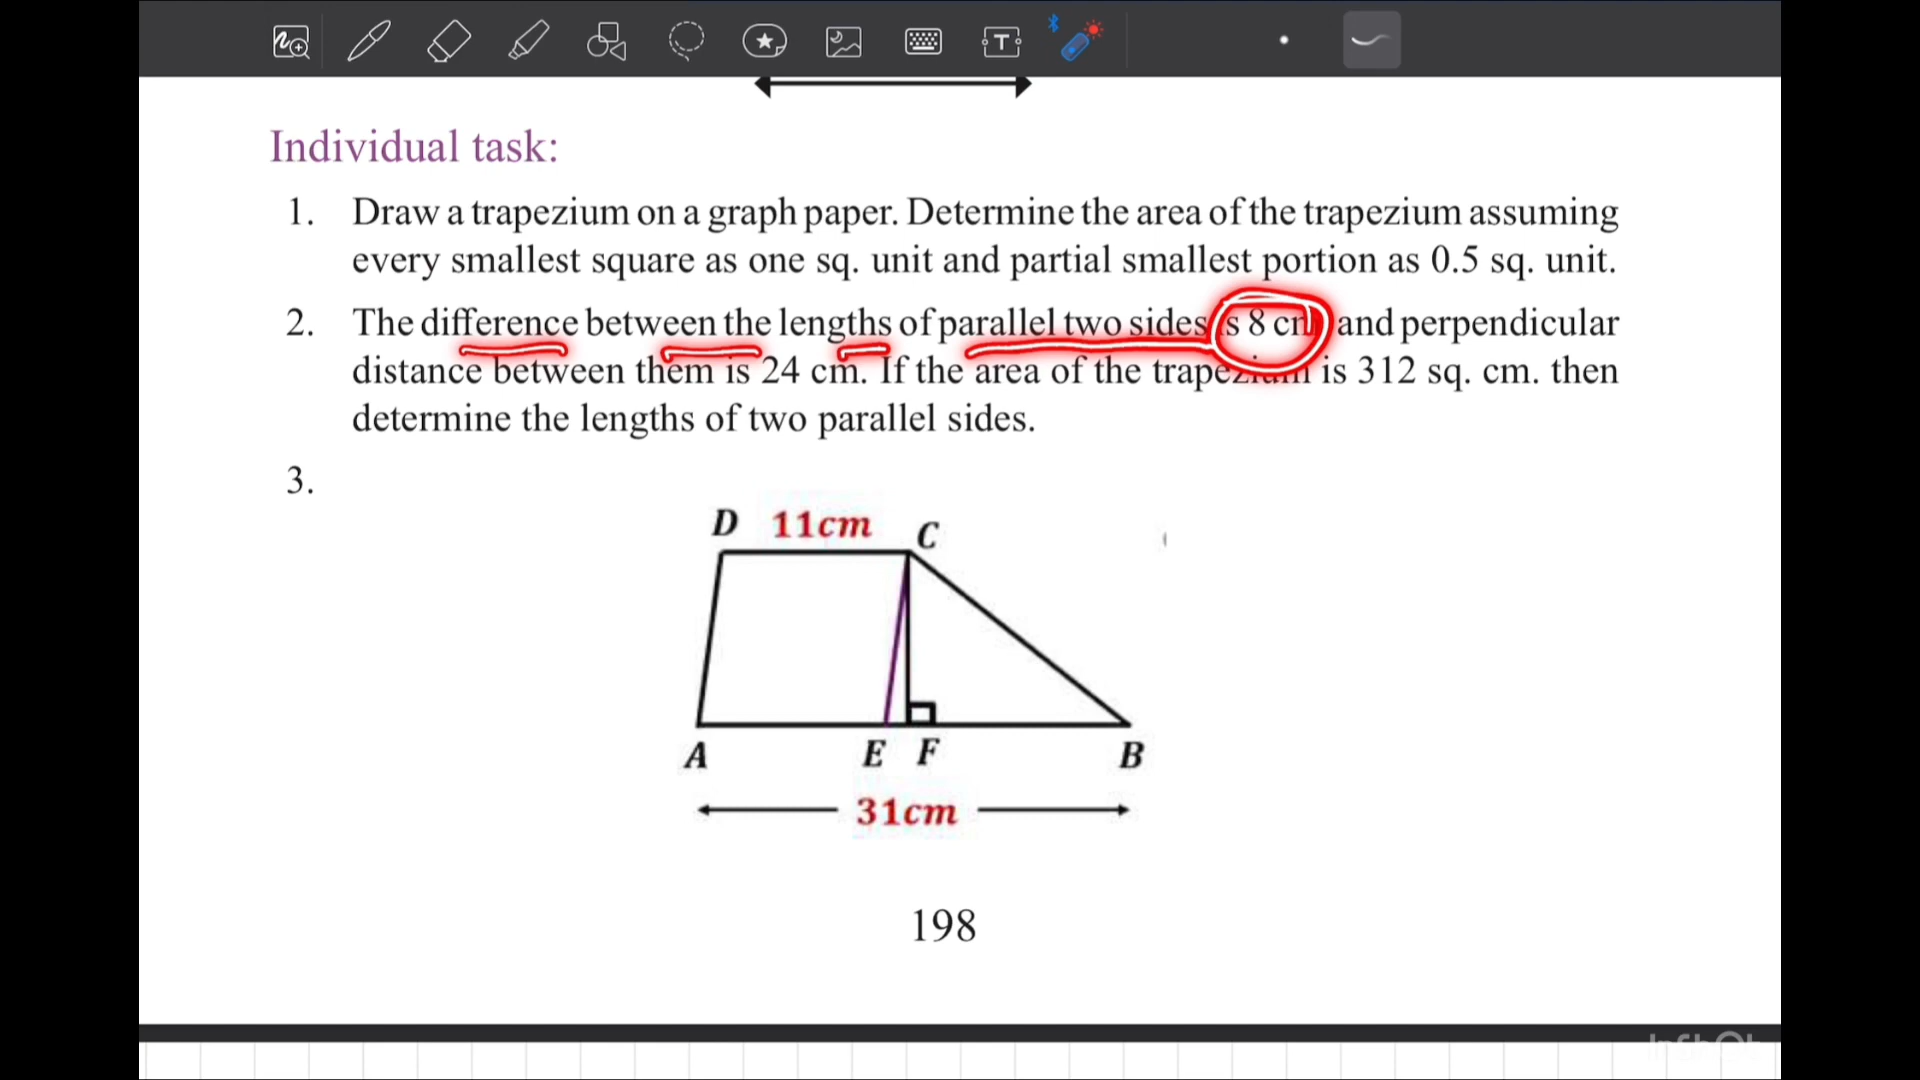 Individual task:
1. Draw a trapezium on a graph paper. Determine the area of the trapezium assuming
every smallest square as one sq. unit and partial smallest portion as 0.5 sq. unit.
2. The difference between the lengths of parallel two sides is 8 cm and perpendicular
distance between them is 24 cm. If the area of the trapezium is 312 sq. cm. then
determine the lengths of two parallel sides.
3.
D 11cm C
A E F B
31cm
198